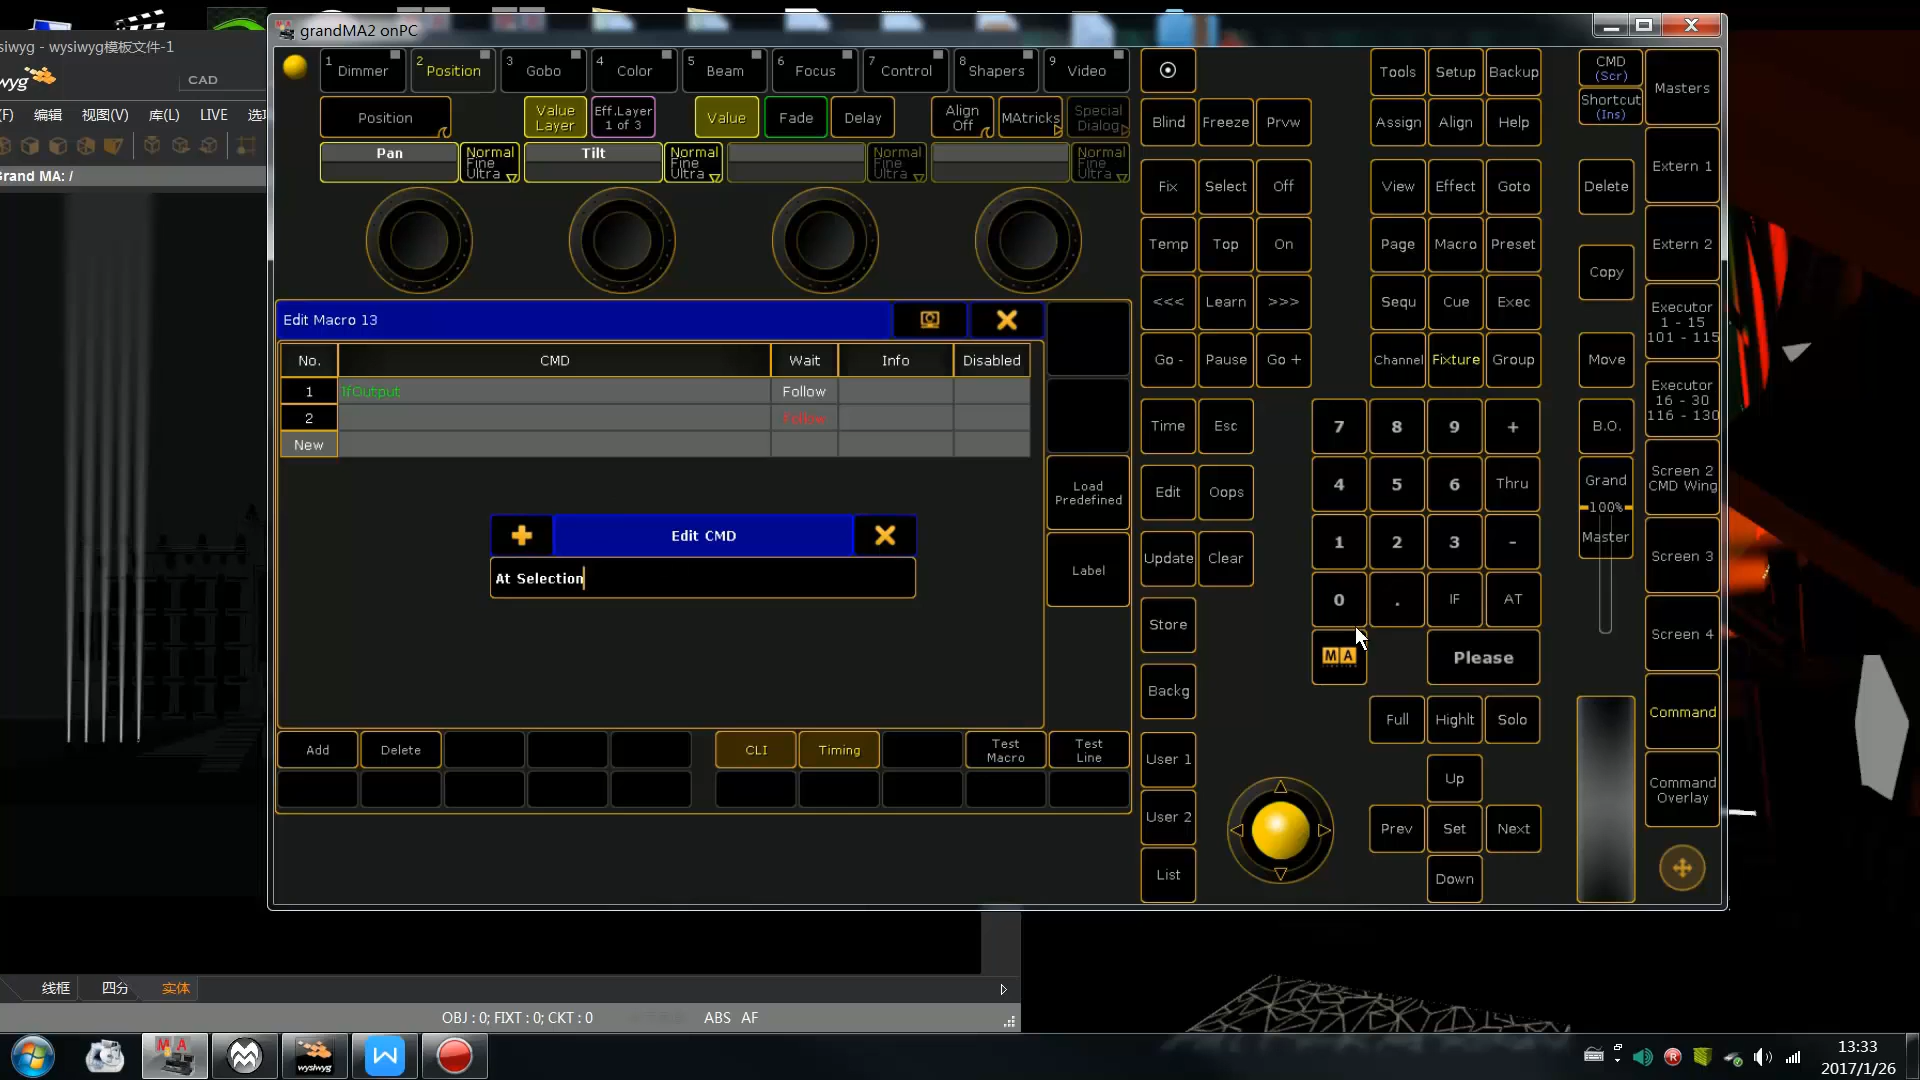 siwyg - wysiwyg模板文件-1
wyg
CAD
(F) 编辑 视图(V) 库(L) LIVE 选
Grand MA: /
grandMA2 onPC
1 Dimmer
2 Position
3 Gobo
4 Color
5 Beam
6 Focus
7 Control
8 Shapers
9 Video
Position
Value Layer
Eff.Layer 1 of 3
Value
Fade
Delay
Align Off
MAtricks
Special Dialog
Pan
Normal Fine Ultra
Tilt
Normal Fine Ultra
Normal Fine Ultra
Normal Fine Ultra
Edit Macro 13
No. CMD Wait Info Disabled
1 IfOutput Follow
2 Follow
New
Edit CMD
At Selection
Load Predefined
Label
Add
Delete
CLI
Timing
Test Macro
Test Line
Tools
Setup
Backup
Blind
Freeze
Prvw
Assign
Align
Help
Fix
Select
Off
View
Effect
Goto
Temp
Top
On
Page
Macro
Preset
<<<
Learn
>>>
Sequ
Cue
Exec
Go -
Pause
Go +
Channel
Fixture
Group
Time
Esc
7
8
9
+
Edit
Oops
4
5
6
Thru
Update
Clear
1
2
3
-
Store
0
.
IF
AT
MA
Please
Backg
Full
Highlt
Solo
User 1
User 2
List
Up
Prev
Set
Next
Down
CMD (Scr)
Shortcut (Ins)
Delete
Copy
Move
B.O.
Grand
100%
Master
Masters
Extern 1
Extern 2
Executor
1 - 15
101 - 115
Executor
16 - 30
116 - 130
Screen 2
CMD Wing
Screen 3
Screen 4
Command
Command
Overlay
线框 四分 实体
OBJ : 0; FIXT : 0; CKT : 0
ABS AF
M A
wysiwyg
W
R
13:33
2017/1/26